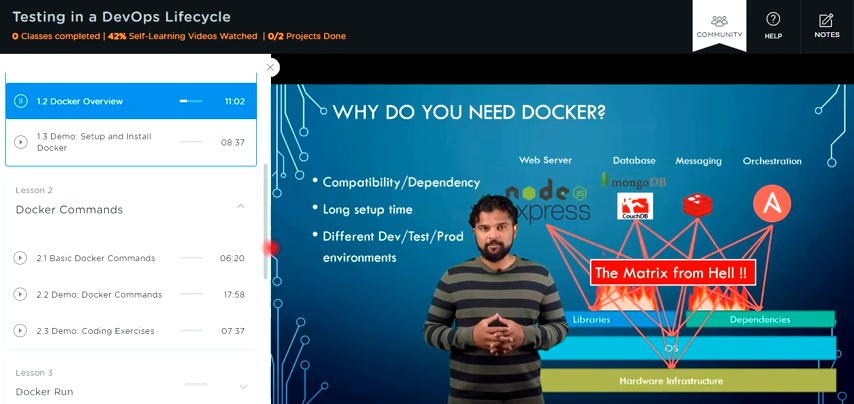 Testing in a DevOps Lifecycle
0 Classes completed | 42% Self-Learning Videos Watched | 0/2 Projects Done
COMMUNITY
HELP
NOTES
1.2 Docker Overview
11:02
1.3 Demo: Setup and Install
Docker
08:37
Lesson 2
Docker Commands
2.1 Basic Docker Commands
06:20
2.2 Demo: Docker Commands
17:58
2.3 Demo: Coding Exercises
07:37
Lesson 3
Docker Run
WHY DO YOU NEED DOCKER?
• Compatibility/Dependency
• Long setup time
• Different Dev/Test/Prod
environments
Web Server
Database
Messaging
Orchestration
node
JS
express
mongoDB
CouchDB
A
The Matrix from Hell !!
Libraries
Dependencies
OS
Hardware Infrastructure